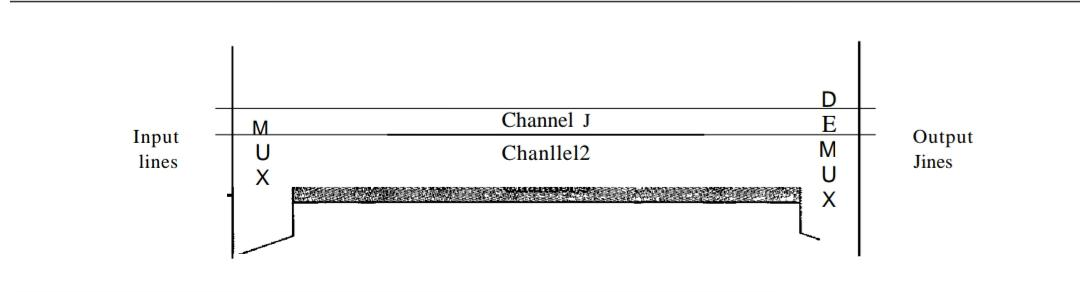 Input
lines
M
U
X
Channel J
Chanllel2
D
E
M
U
X
Output
Jines